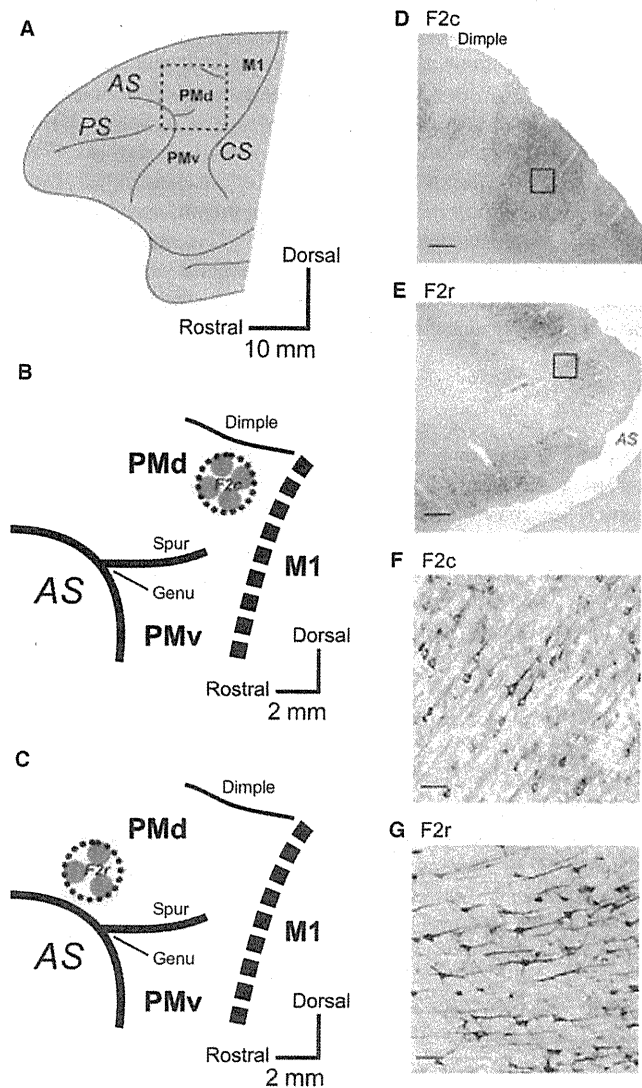 A
AS
PS
M1
PMd
PMv
CS
Dorsal
Rostral
10 mm
B
Dimple
PMd
F2c
Spur
AS
Genu
M1
PMv
Dorsal
Rostral
2 mm
C
Dimple
PMd
F2r
Spur
AS
Genu
M1
PMv
Dorsal
Rostral
2 mm
D F2c
Dimple
E F2r
AS
F F2c
G F2r